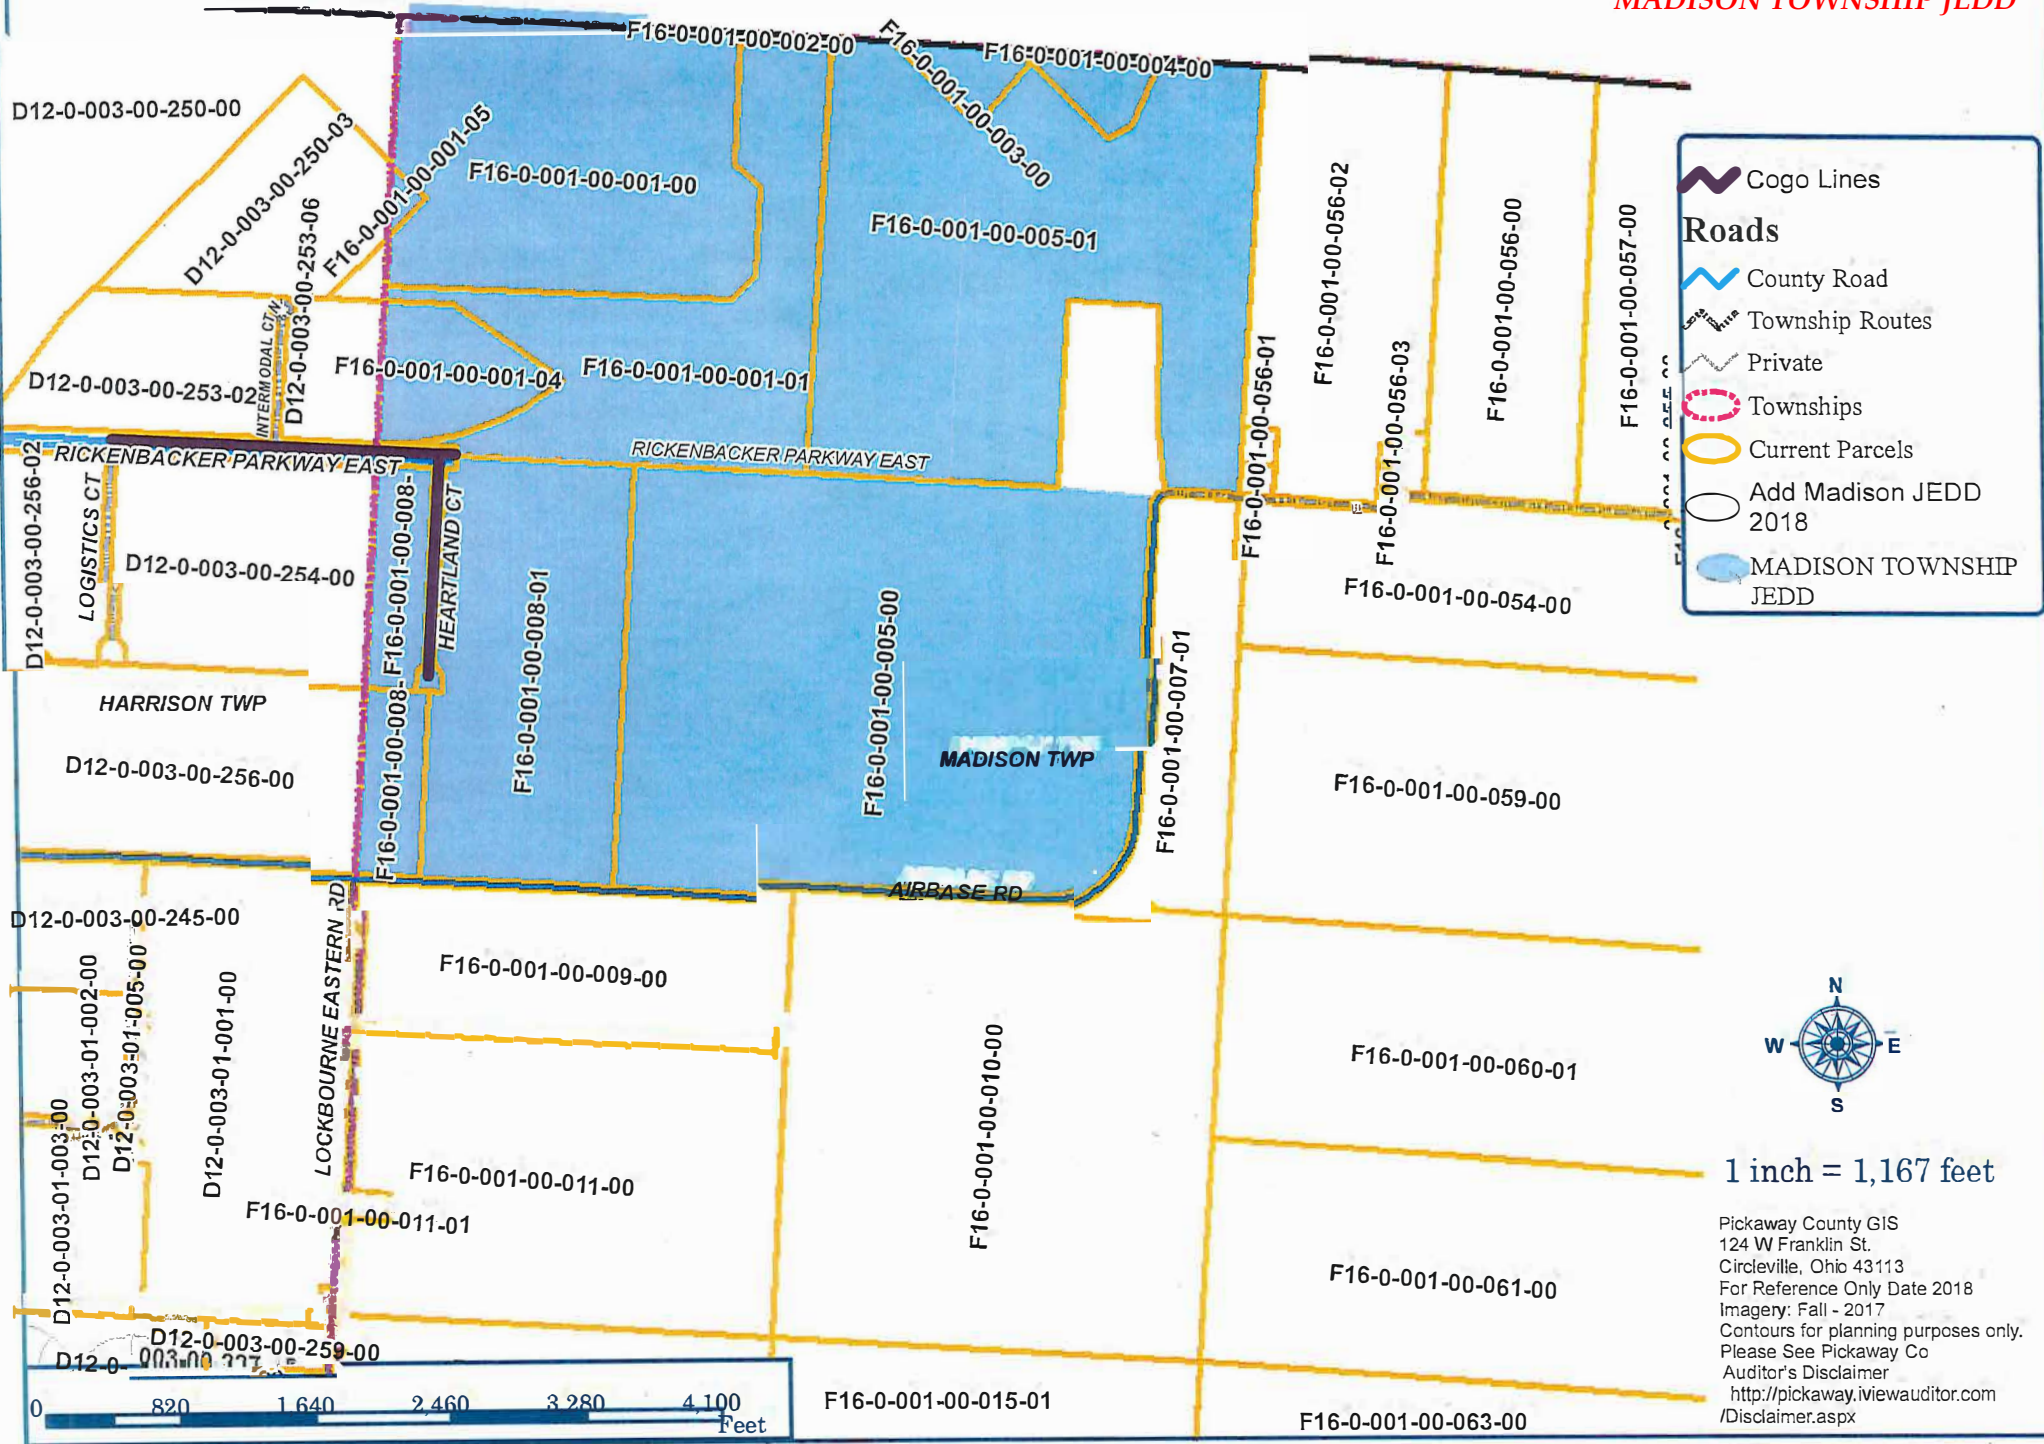 MADISON TOWNSHIP JEDD
F16-0-001-00-002-00
F16-0-001-00-004-00
F16-0-001-00-003-00
D12-0-003-00-250-00
D12-0-003-00-250-03
F16-0-001-00-001-05
F16-0-001-00-001-00
F16-0-001-00-005-01
F16-0-001-00-056-02
F16-0-001-00-056-00
F16-0-001-00-057-00
D12-0-003-00-253-06
INTERMODAL CT N
D12-0-003-00-253-02
F16-0-001-00-001-04
F16-0-001-00-001-01
F16-0-001-00-056-01
F16-0-001-00-056-03
RICKENBACKER PARKWAY EAST
RICKENBACKER PARKWAY EAST
D12-0-003-00-256-02
LOGISTICS CT
D12-0-003-00-254-00
F16-0-001-00-008-
HEARTLAND CT
F16-0-001-00-008-01
F16-0-001-00-005-00
F16-0-001-00-054-00
HARRISON TWP
D12-0-003-00-256-00
F16-0-001-00-008-
MADISON TWP
F16-0-001-00-007-01
F16-0-001-00-059-00
AIRBASE RD
D12-0-003-00-245-00
LOCKBOURNE EASTERN RD
F16-0-001-00-009-00
D12-0-003-01-002-00
D12-0-003-01-005-00
D12-0-003-01-001-00
D12-0-003-01-003-00
F16-0-001-00-010-00
F16-0-001-00-060-01
F16-0-001-00-011-00
F16-0-001-00-011-01
F16-0-001-00-061-00
D12-0-003-00-259-00
D12-0-
F16-0-001-00-015-01
F16-0-001-00-063-00
0 820 1 640 2,460 3 280 4,100
Feet
Cogo Lines
Roads
County Road
Township Routes
Private
Townships
Current Parcels
Add Madison JEDD
2018
MADISON TOWNSHIP
JEDD
N
W E
S
1 inch = 1,167 feet
Pickaway County GIS
124 W Franklin St.
Circleville, Ohio 43113
For Reference Only Date 2018
Imagery: Fall - 2017
Contours for planning purposes only.
Please See Pickaway Co
Auditor's Disclaimer
http://pickaway.iviewauditor.com
/Disclaimer.aspx